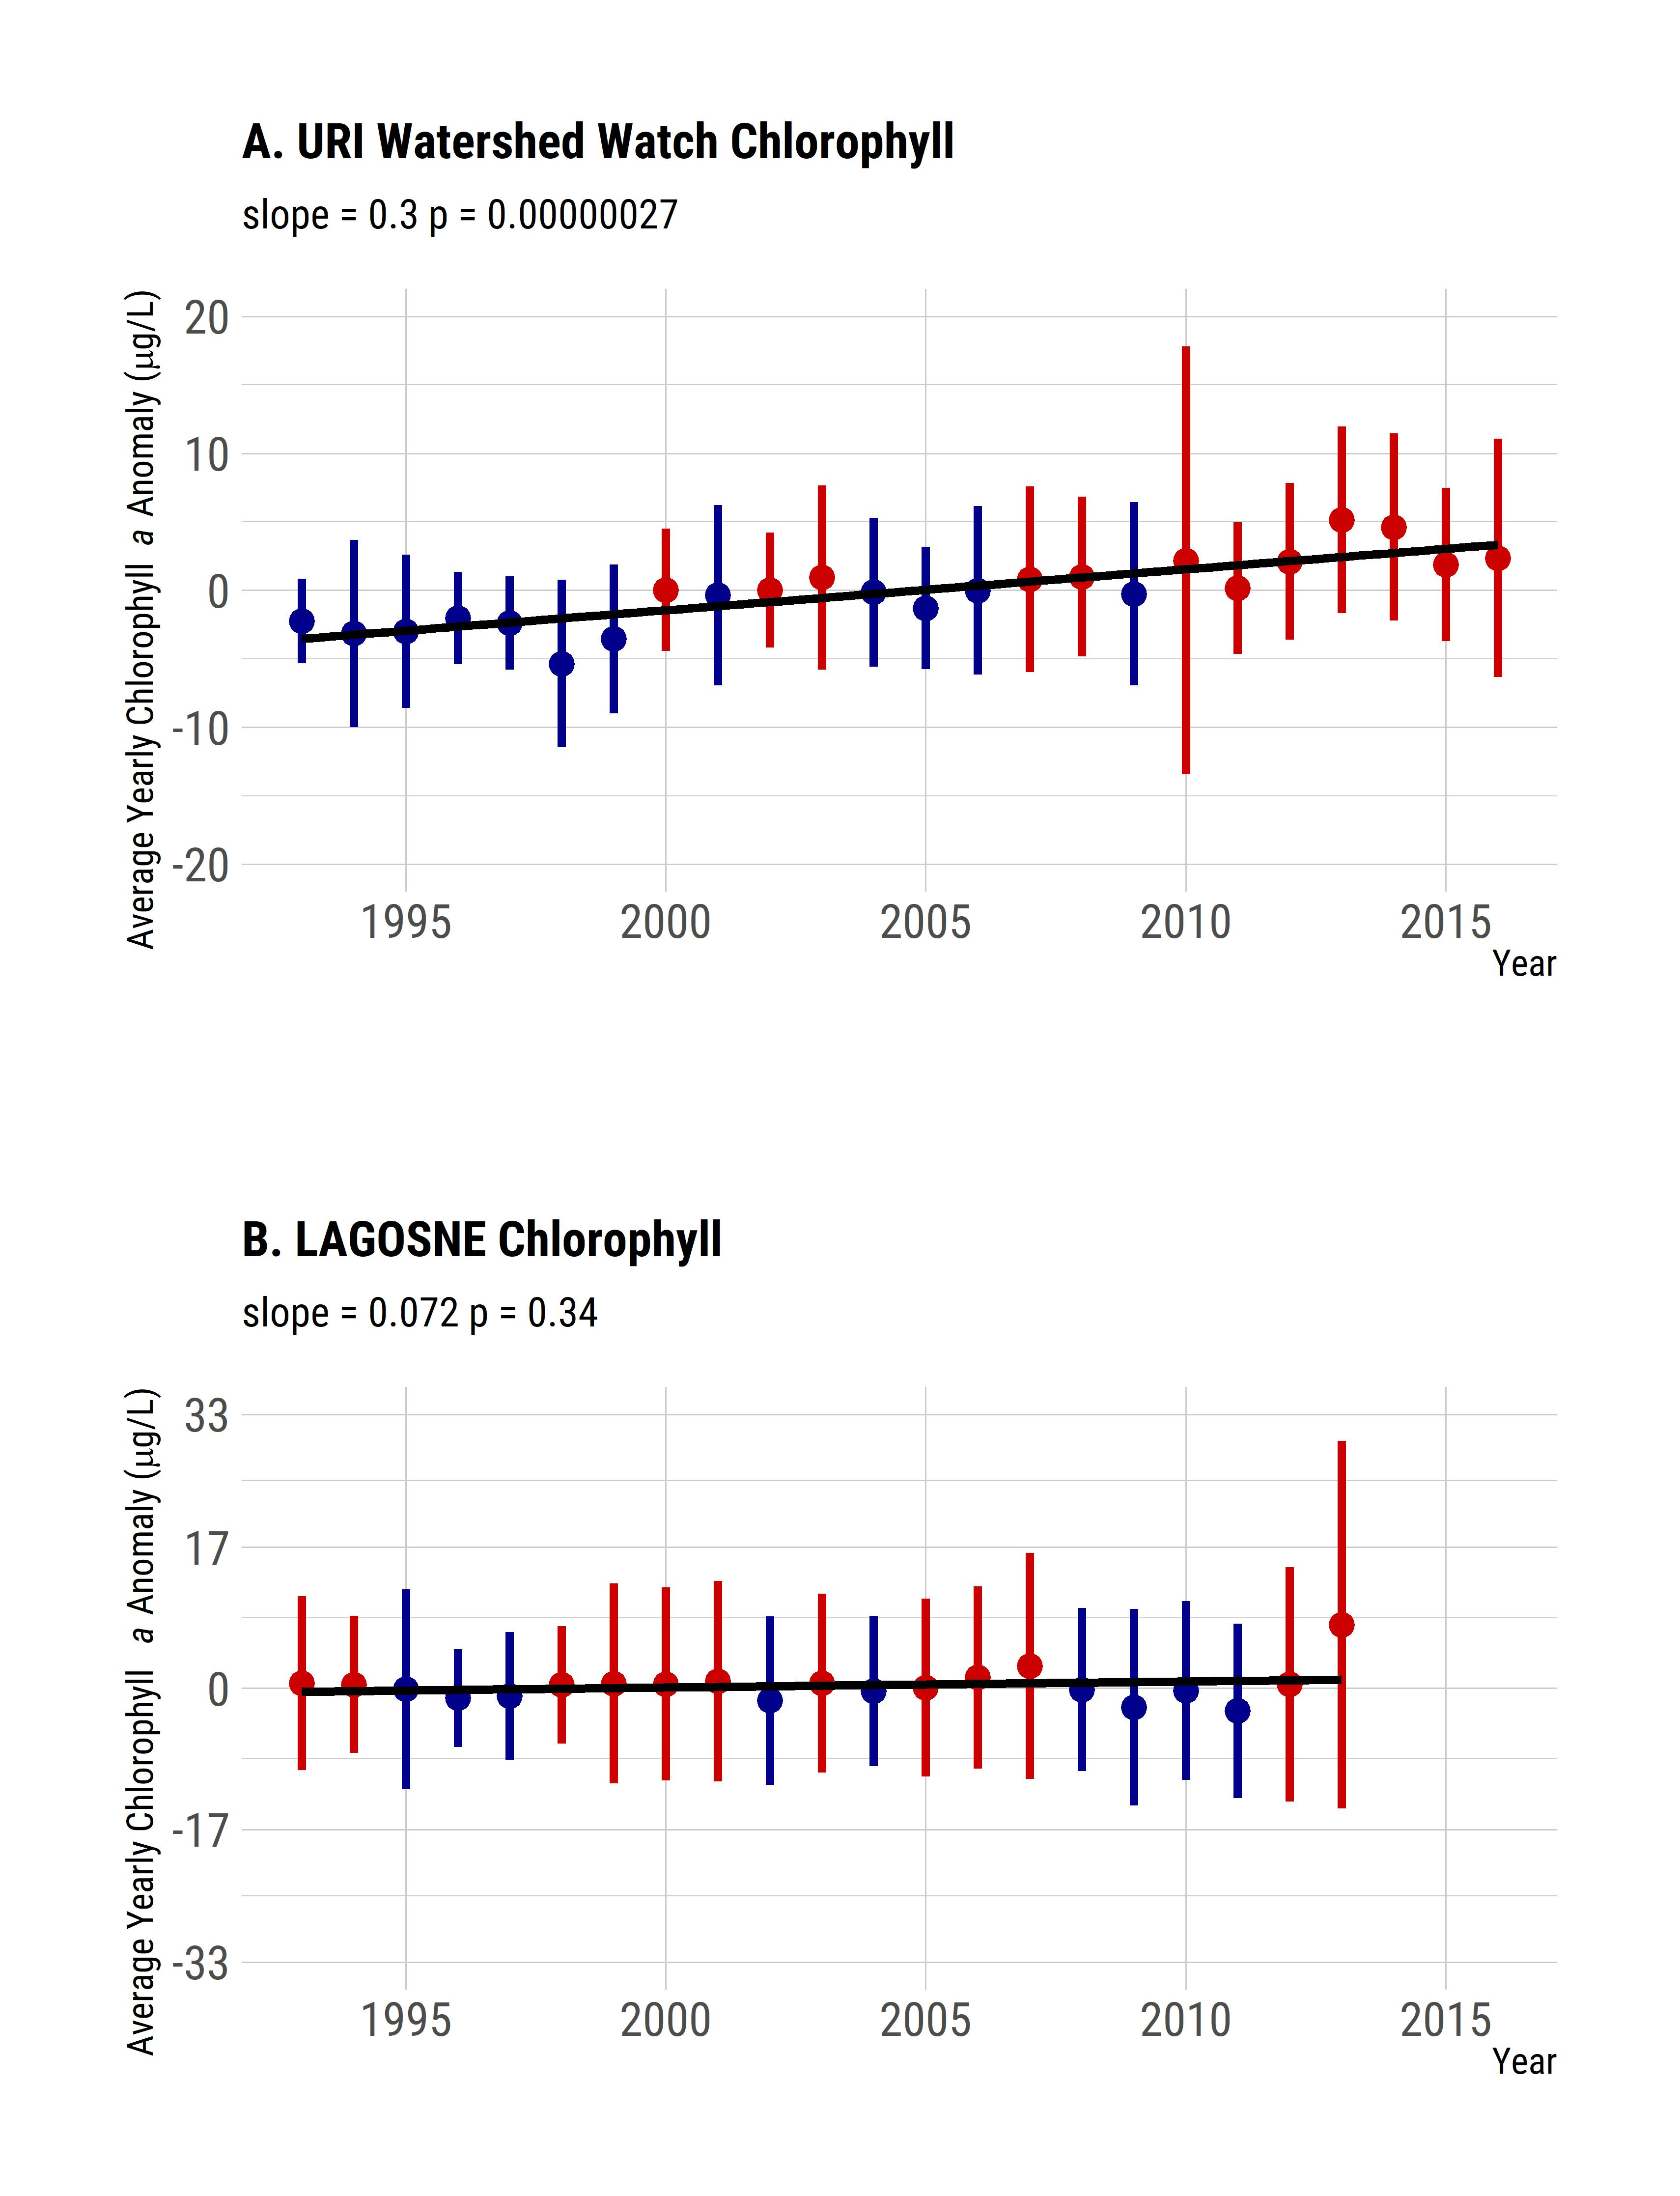 A. URI Watershed Watch Chlorophyll
slope = 0.3 p = 0.00000027
Average Yearly Chlorophyll a Anomaly (µg/L)
20
10
0
-10
-20
1995 2000 2005 2010 2015
Year
B. LAGOSNE Chlorophyll
slope = 0.072 p = 0.34
Average Yearly Chlorophyll a Anomaly (µg/L)
33
17
0
-17
-33
1995 2000 2005 2010 2015
Year